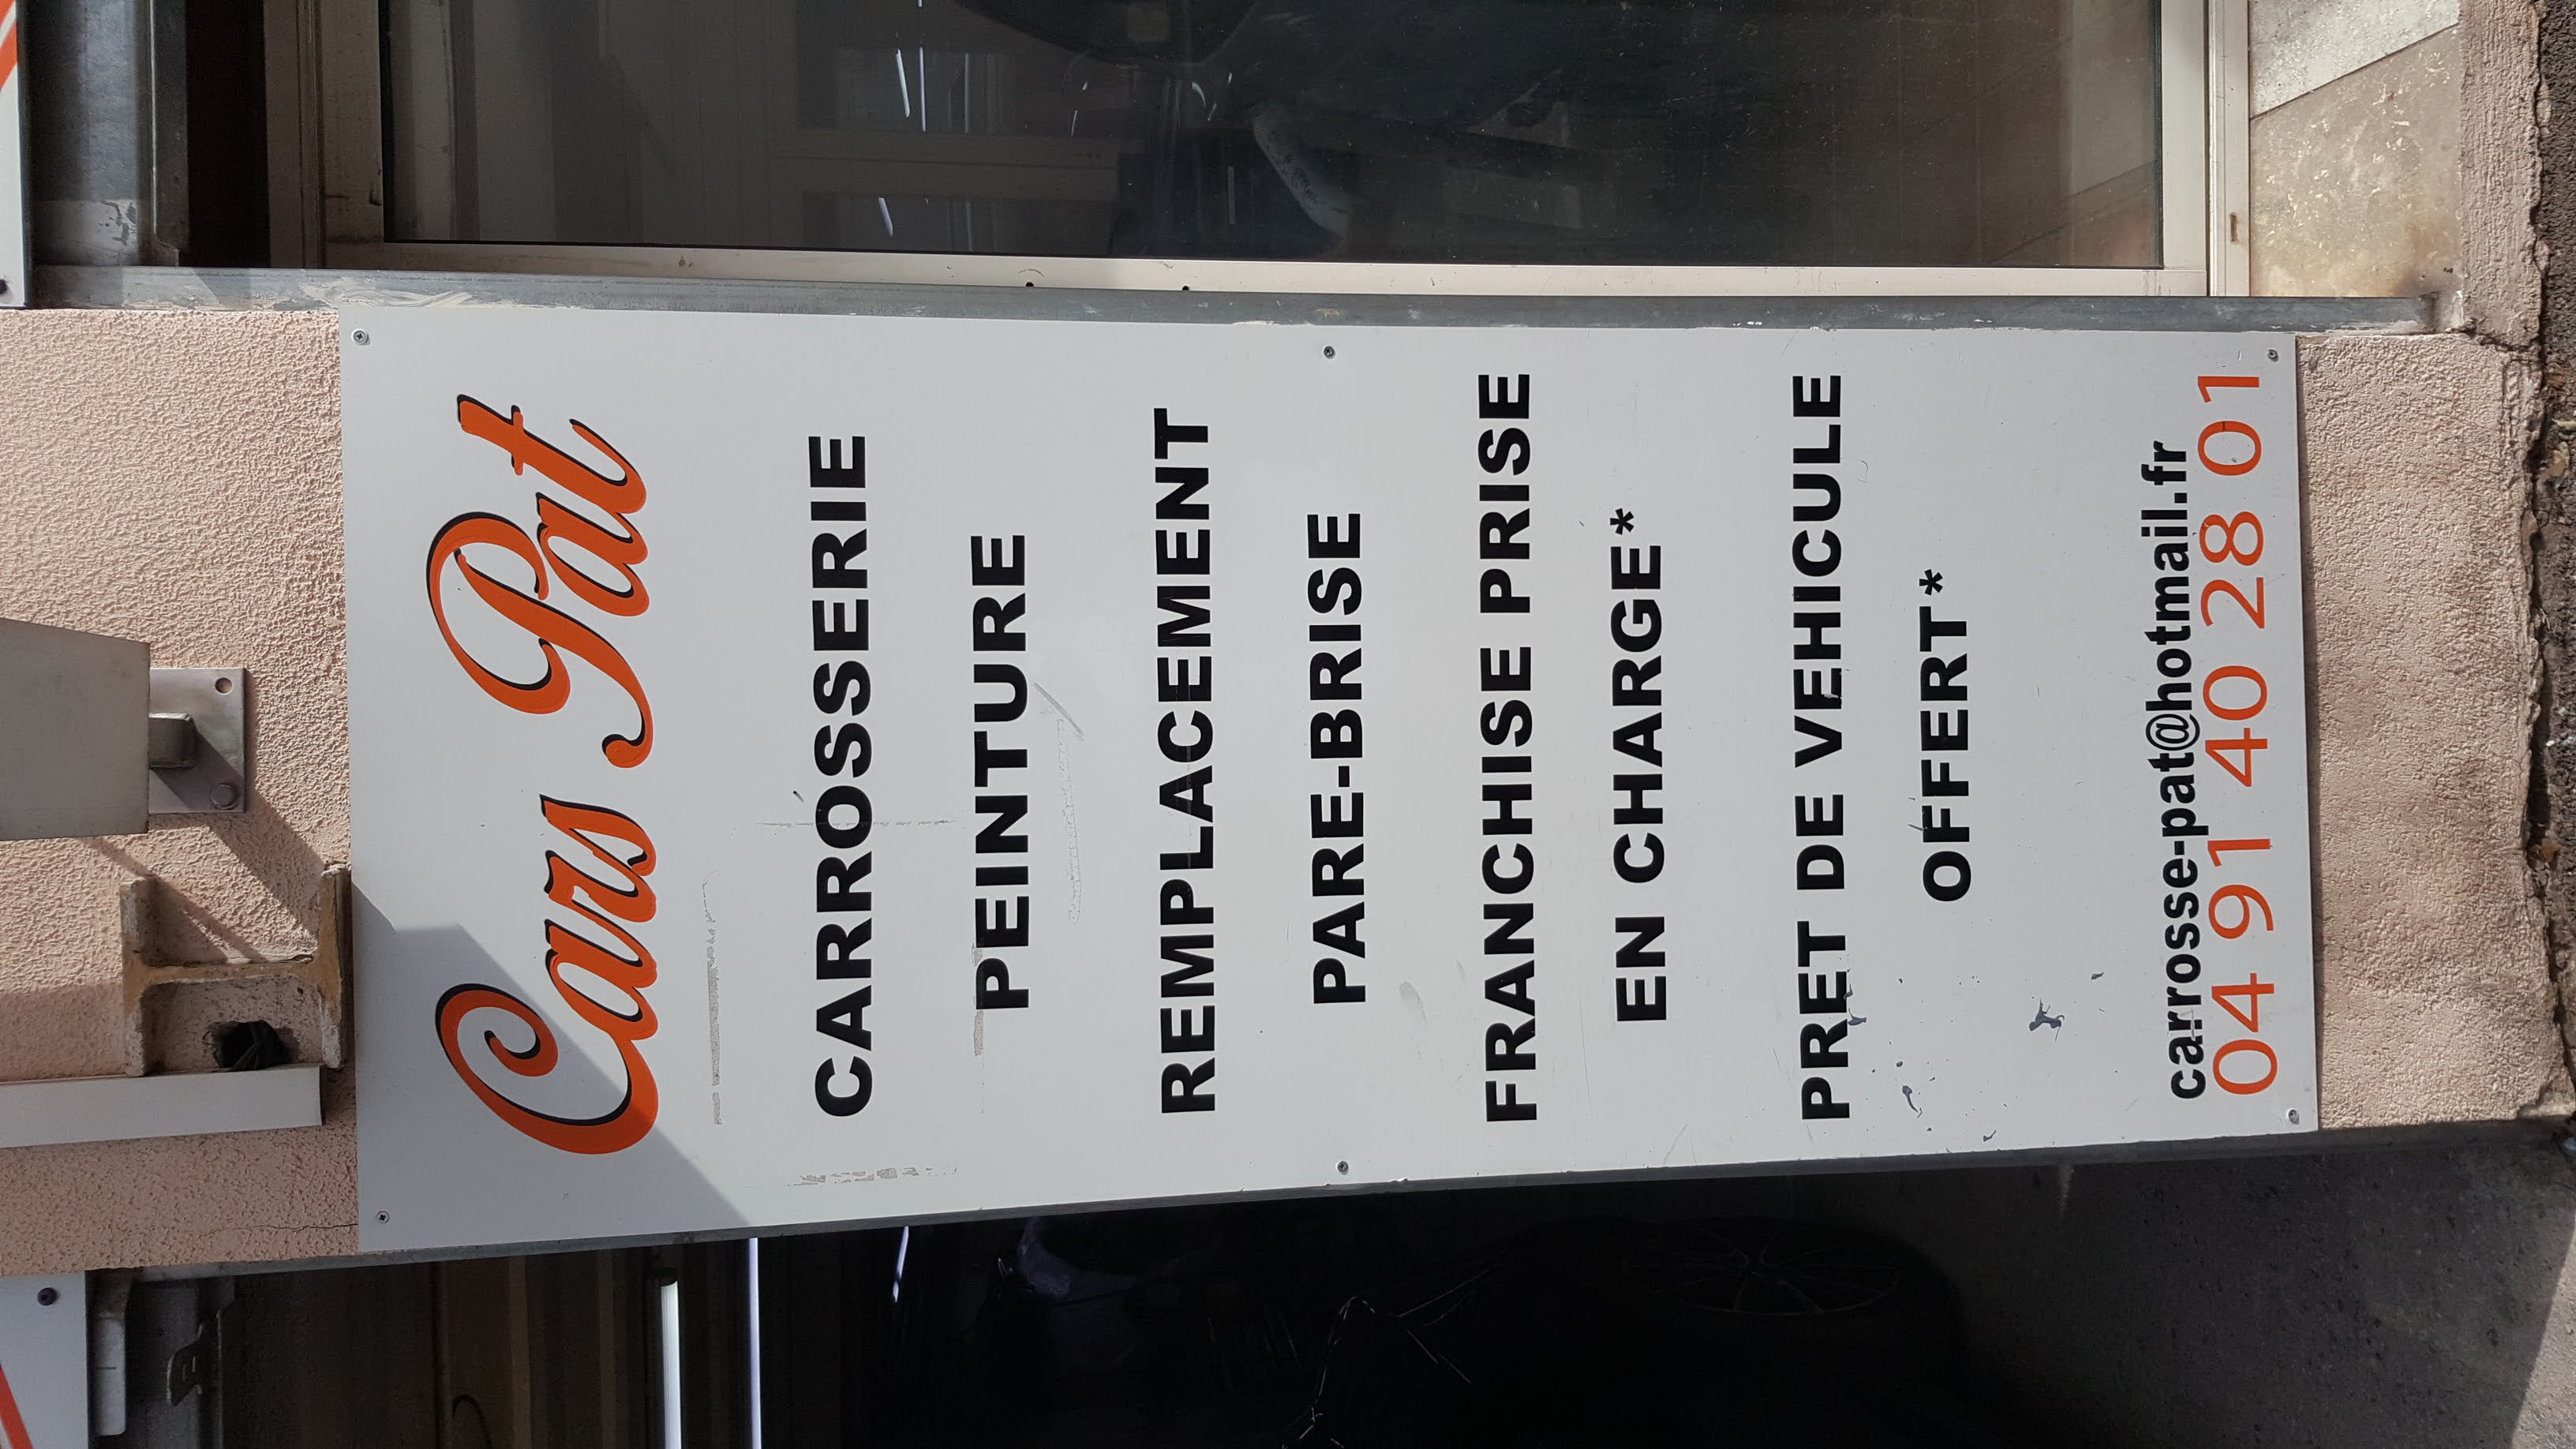 Cars Pat
CARROSSERIE
PEINTURE
REMPLACEMENT
PARE-BRISE
FRANCHISE PRISE
EN CHARGE*
PRET DE VEHICULE
OFFERT*
carrosse-pat@hotmail.fr
04 91 40 28 01